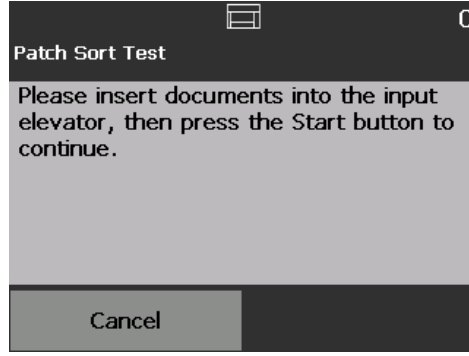 Patch Sort Test
Please insert documents into the input
elevator, then press the Start button to
continue.
Cancel